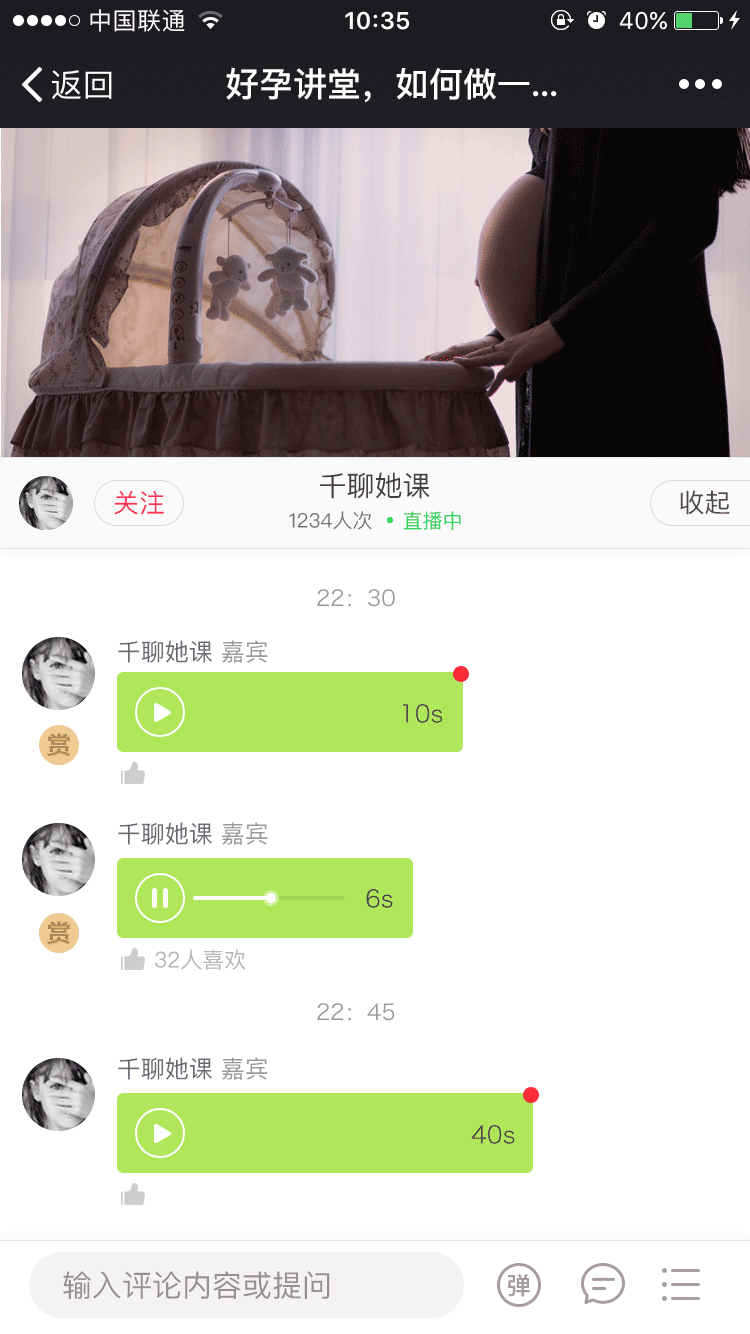 中国联通 10:35 40%
返回 好孕讲堂，如何做一...
关注 千聊她课 收起
1234人次 • 直播中
22：30
千聊她课 嘉宾
10s
赏
千聊她课 嘉宾
6s
赏
32人喜欢
22：45
千聊她课 嘉宾
40s
输入评论内容或提问 弹